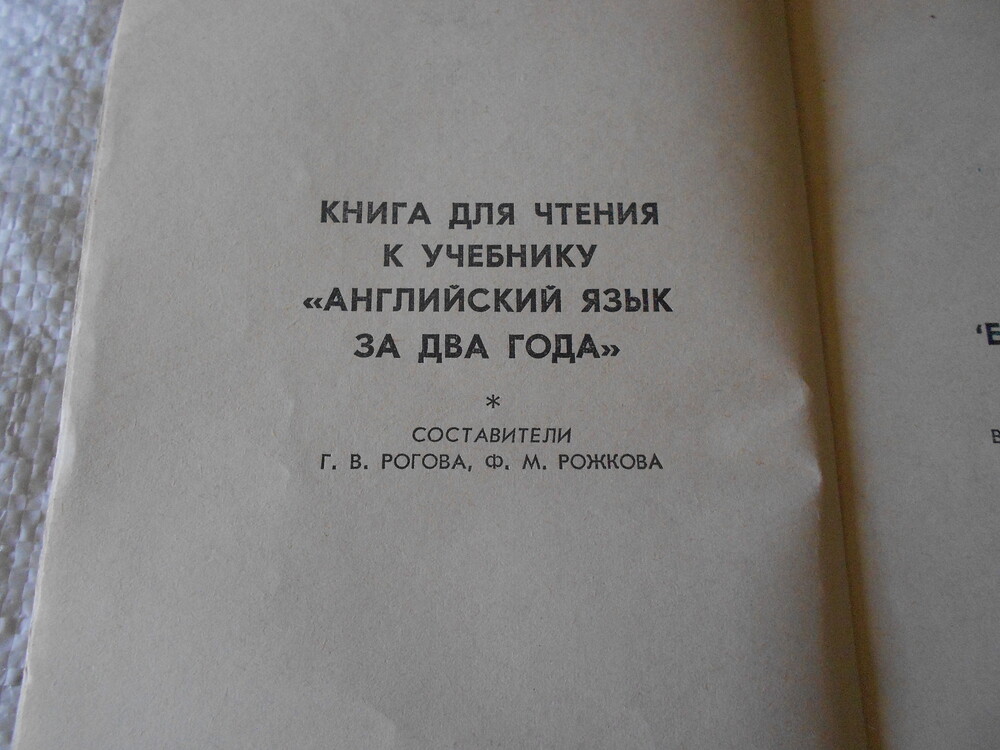 КНИГА ДЛЯ ЧТЕНИЯ
К УЧЕБНИКУ
«АНГЛИЙСКИЙ ЯЗЫК
ЗА ДВА ГОДА»
*
СОСТАВИТЕЛИ
Г. В. РОГОВА, Ф. М. РОЖКОВА